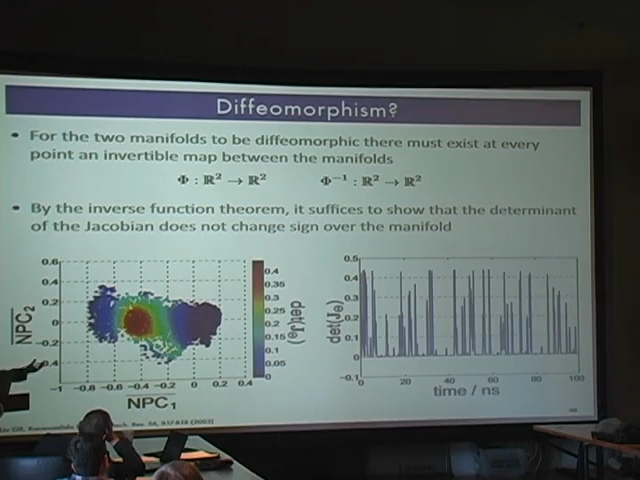 Diffeomorphism?
• For the two manifolds to be diffeomorphic there must exist at every
point an invertible map between the manifolds
Φ : ℝ² → ℝ² Φ⁻¹ : ℝ² → ℝ²
• By the inverse function theorem, it suffices to show that the determinant
of the Jacobian does not change sign over the manifold
0.6
0.4
0.2
0
-0.2
-0.4
NPC₂
-1 -0.8 -0.6 -0.4 -0.2 0 0.2 0.4
NPC₁
0.4
0.35
0.3
0.25
0.2
0.15
0.1
0.05
0
det(J_Φ)
0.5
0.4
0.3
0.2
0.1
0
-0.1
det(J_Φ)
0 20 40 60 80 100
time / ns